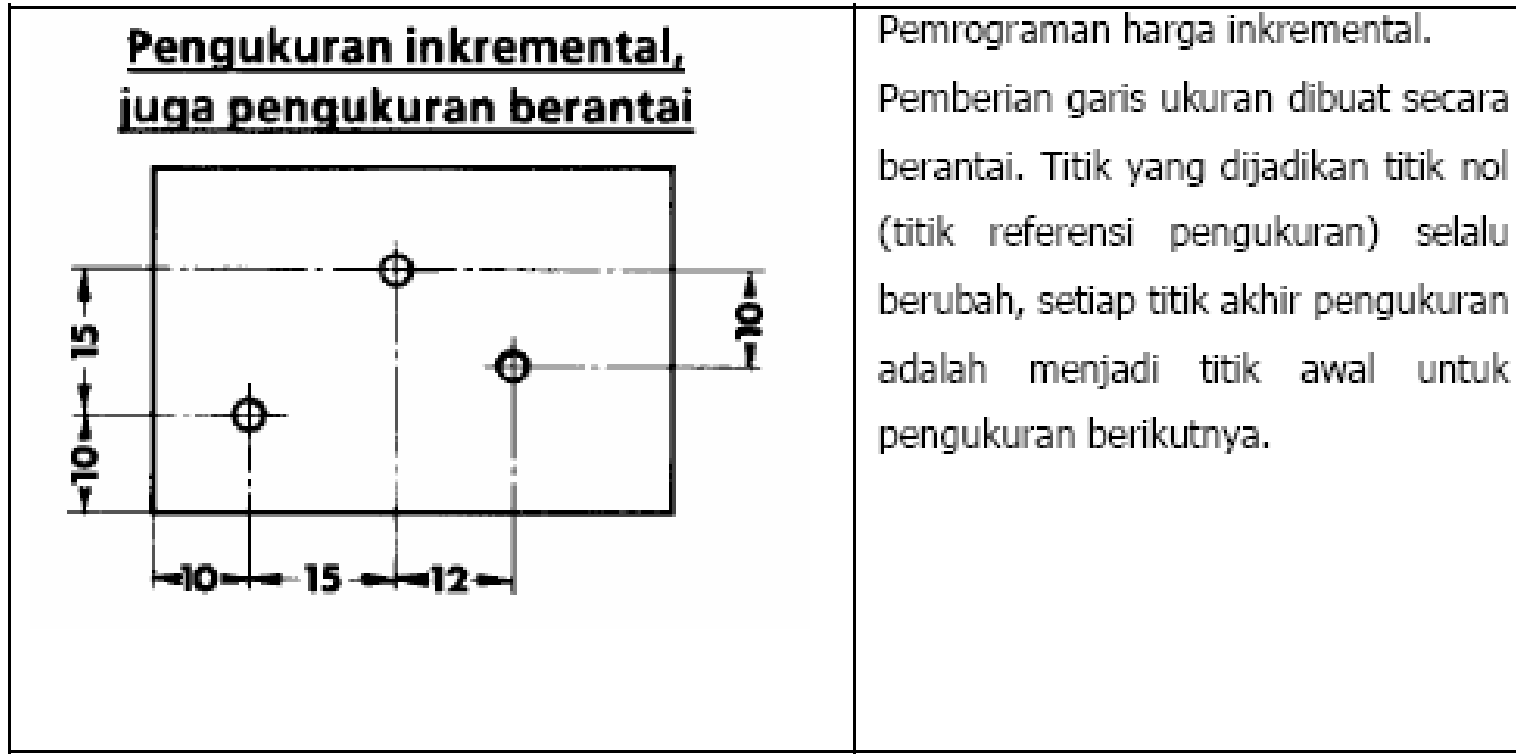 Pengukuran inkremental,
juga pengukuran berantai
15
10
10
10
15
12
Pemrograman harga inkremental.
Pemberian garis ukuran dibuat secara
berantai. Titik yang dijadikan titik nol
(titik referensi pengukuran) selalu
berubah, setiap titik akhir pengukuran
adalah menjadi titik awal untuk
pengukuran berikutnya.